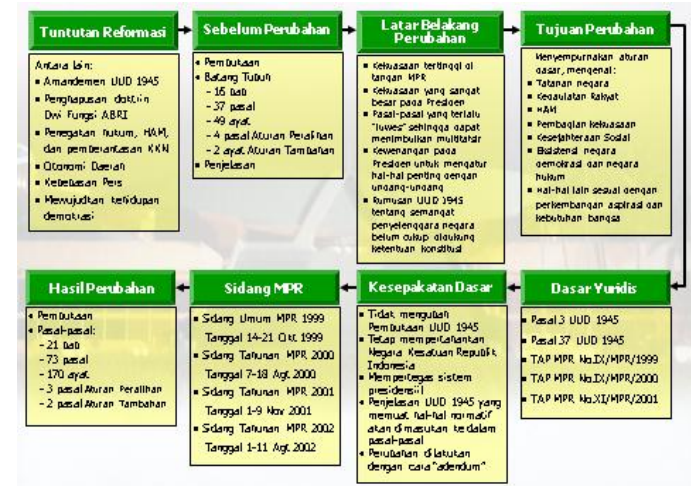 Tuntutan Reformasi
Antara lain:
▪ Amandemen UUD 1945
▪ Penghapusan doktrin
Dwi Fungsi ABRI
▪ Penegakan hukum, HAM,
dan pemberantasan KKN
▪ Otonomi Daerah
▪ Kebebasan Pers
▪ Mewujudkan kehidupan
demokrasi
Sebelum Perubahan
• Pembukaan
• Batang Tubuh
- 16 bab
- 37 pasal
- 49 ayat
- 4 pasal Aturan Peralihan
- 2 ayat Aturan Tambahan
• Penjelasan
Latar Belakang
Perubahan
▪ Kekuasaan tertinggi di
tangan MPR
▪ Kekuasaan yang sangat
besar pada Presiden
▪ Pasal-pasal yang terlalu
"luwes" sehingga dapat
menimbulkan multitafsir
▪ Kewenangan pada
Presiden untuk mengatur
hal-hal penting dengan
undang-undang
▪ Rumusan UUD 1945
tentang semangat
penyelenggara negara
belum cukup didukung
ketentuan konstitusi
Tujuan Perubahan
Menyempurnakan aturan
dasar, mengenai:
▪ Tatanan negara
▪ Kedaulatan Rakyat
▪ HAM
▪ Pembagian kekuasaan
▪ Kesejahteraan Sosial
▪ Eksistensi negara
demokrasi dan negara
hukum
▪ Hal-hal lain sesuai dengan
perkembangan aspirasi dan
kebutuhan bangsa
Dasar Yuridis
▪ Pasal 3 UUD 1945
▪ Pasal 37 UUD 1945
▪ TAP MPR No.IX/MPR/1999
▪ TAP MPR No.IX/MPR/2000
▪ TAP MPR No.XI/MPR/2001
Kesepakatan Dasar
▪ Tidak mengubah
Pembukaan UUD 1945
▪ Tetap mempertahankan
Negara Kesatuan Republik
Indonesia
▪ Mempertegas sistem
presidensiil
▪ Penjelasan UUD 1945 yang
memuat hal-hal normatif
akan dimasukan ke dalam
pasal-pasal
▪ Perubahan dilakukan
dengan cara "adendum"
Sidang MPR
▪ Sidang Umum MPR 1999
Tanggal 14-21 Okt 1999
▪ Sidang Tahunan MPR 2000
Tanggal 7-18 Agt 2000
▪ Sidang Tahunan MPR 2001
Tanggal 1-9 Nov 2001
▪ Sidang Tahunan MPR 2002
Tanggal 1-11 Agt 2002
Hasil Perubahan
• Pembukaan
• Pasal-pasal:
- 21 bab
- 73 pasal
- 170 ayat
- 3 pasal Aturan Peralihan
- 2 pasal Aturan Tambahan